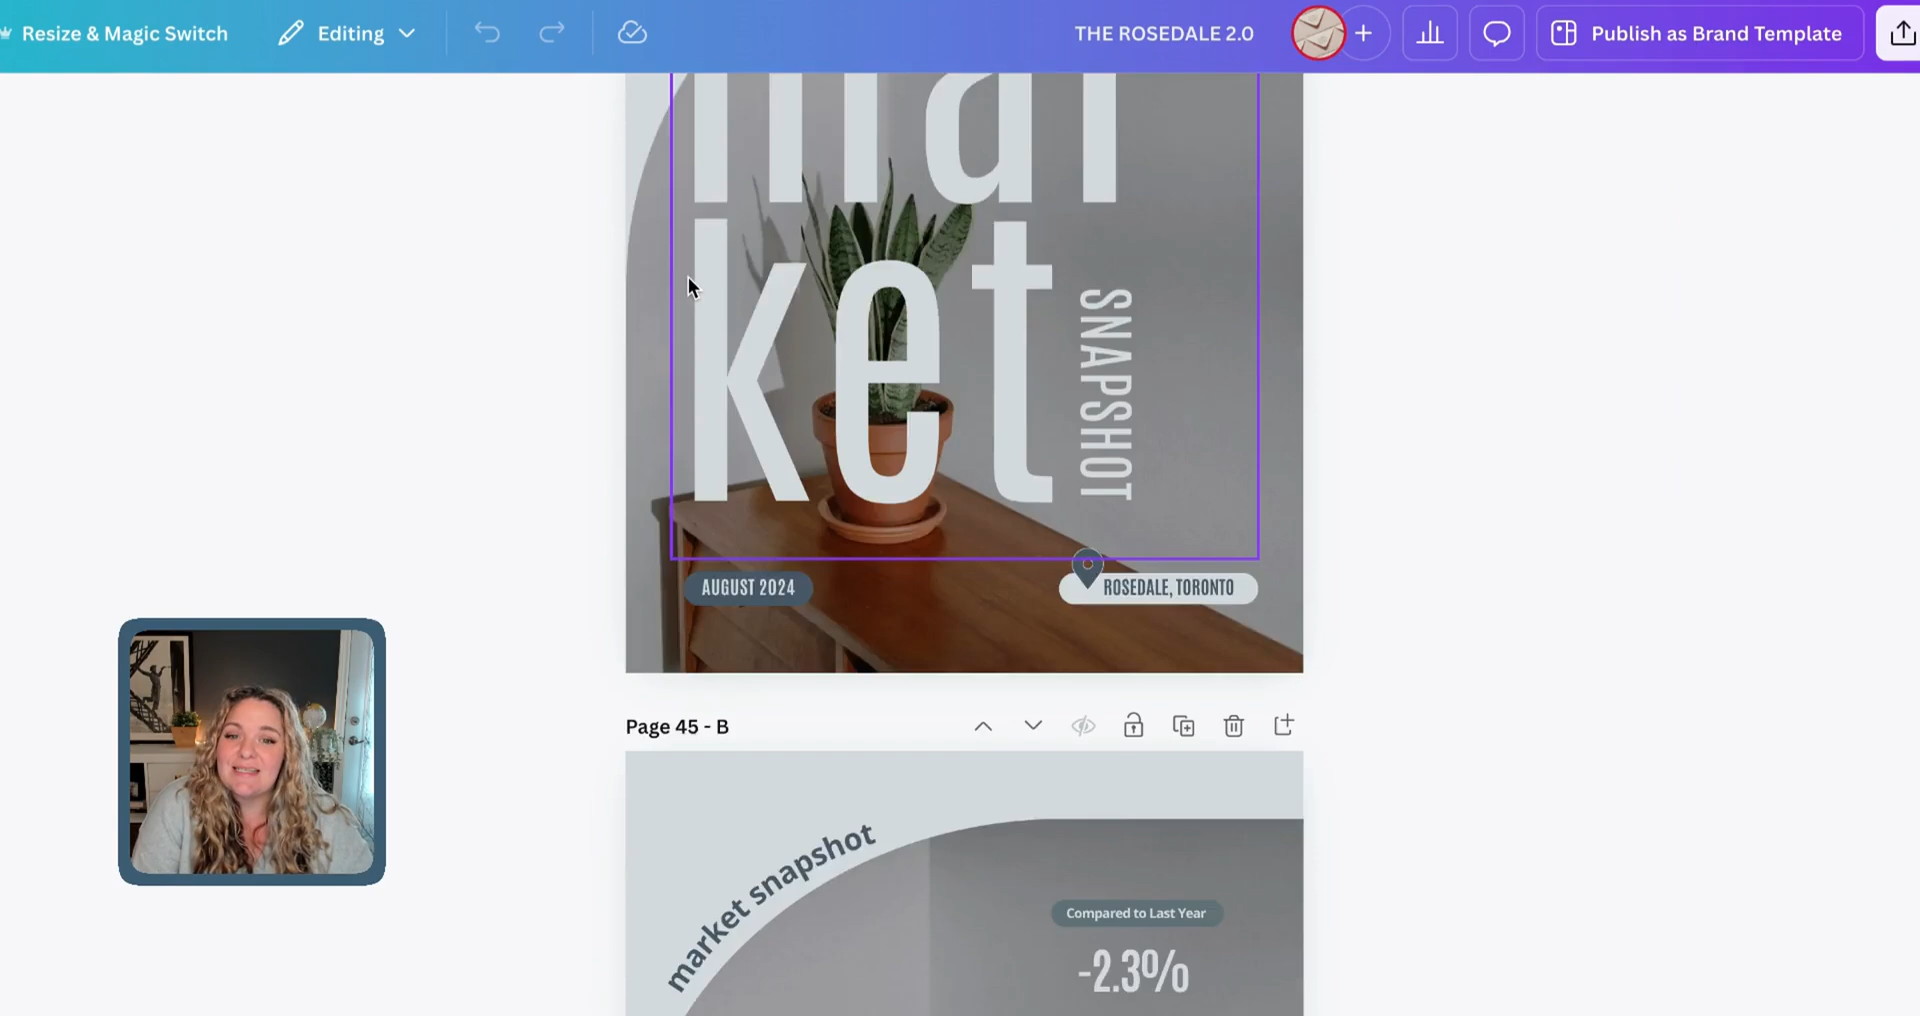 Resize & Magic Switch
Editing
THE ROSEDALE 2.0
Publish as Brand Template
mar
ket
SNAPSHOT
AUGUST 2024
ROSEDALE, TORONTO
Page 45 - B
market snapshot
Compared to Last Year
-2.3%